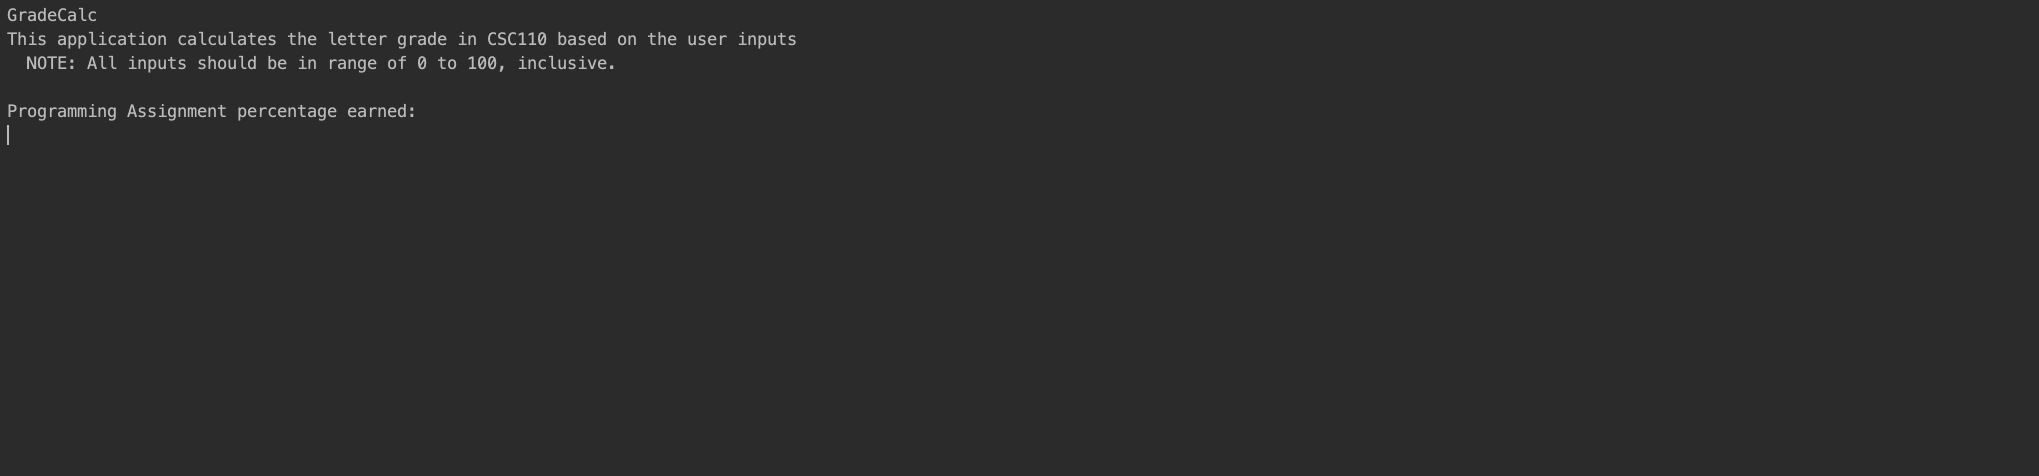 GradeCalc
This application calculates the letter grade in CSC110 based on the user inputs
  NOTE: All inputs should be in range of 0 to 100, inclusive.

Programming Assignment percentage earned: